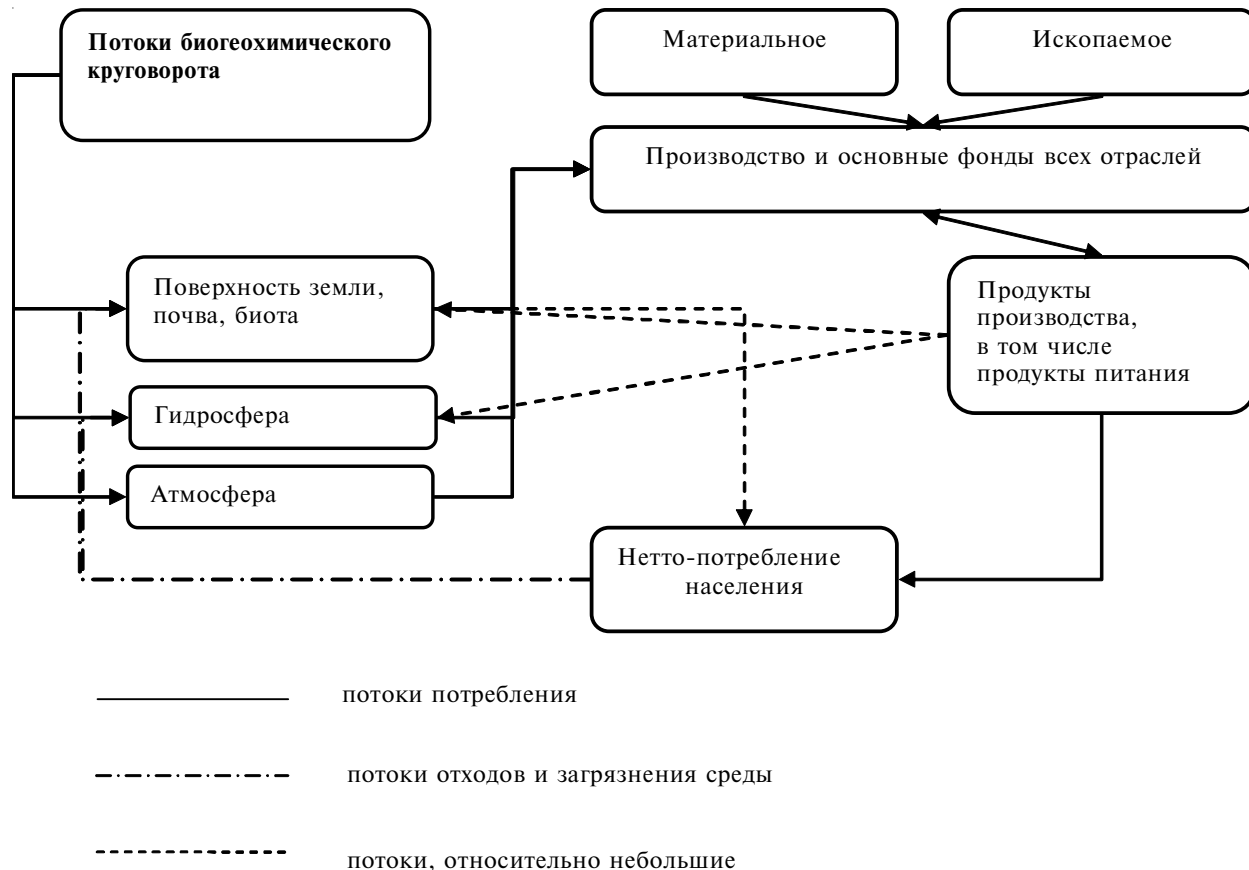 Потоки биогеохимического
круговорота
Материальное
Ископаемое
Производство и основные фонды всех отраслей
Поверхность земли,
почва, биота
Продукты
производства,
в том числе
продукты питания
Гидросфера
Атмосфера
Нетто-потребление
населения
потоки потребления
потоки отходов и загрязнения среды
потоки, относительно небольшие